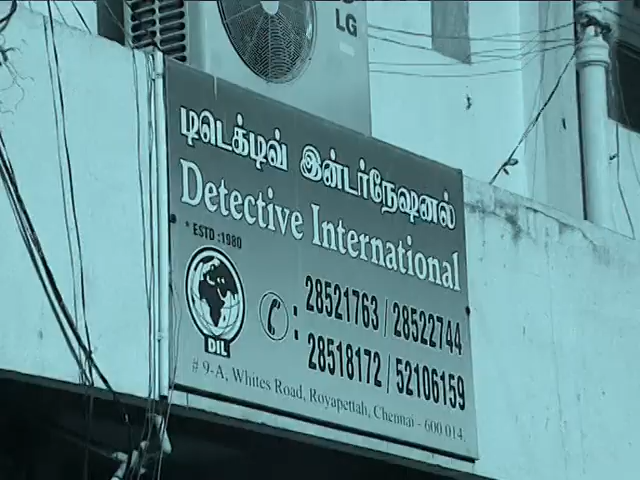 LG
டிடெக்டிவ் இன்டர்நேஷனல்
Detective International
* ESTD : 1980
28521763 / 28522744
28518172 / 52106159
DIL
# 9-A, Whites Road, Royapettah, Chennai - 600 014.